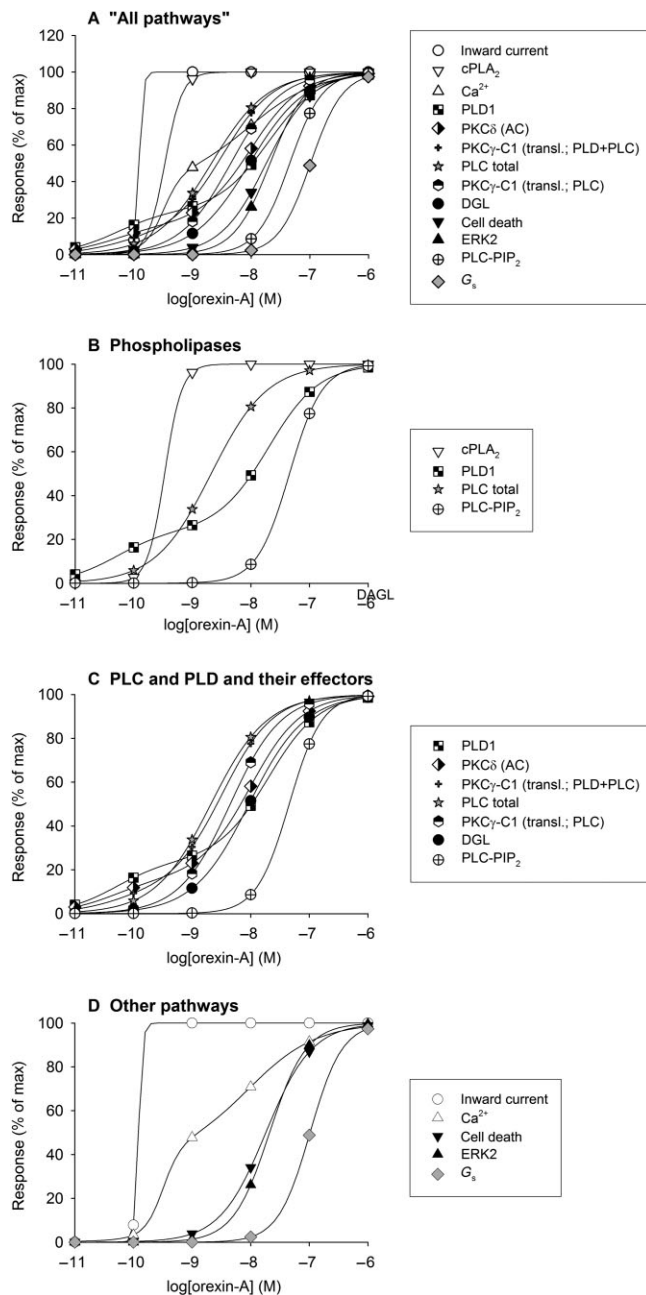 A "All pathways"
Response (% of max)
120
100
80
60
40
20
0
−11
−10
−9
−8
−7
−6
log[orexin-A] (M)
Inward current
cPLA₂
Ca²⁺
PLD1
PKCδ (AC)
PKCγ-C1 (transl.; PLD+PLC)
PLC total
PKCγ-C1 (transl.; PLC)
DGL
Cell death
ERK2
PLC-PIP₂
Gₛ
B Phospholipases
Response (% of max)
100
80
60
40
20
0
−11
−10
−9
−8
−7
−6
DAGL
log[orexin-A] (M)
cPLA₂
PLD1
PLC total
PLC-PIP₂
C PLC and PLD and their effectors
Response (% of max)
100
80
60
40
20
0
−11
−10
−9
−8
−7
−6
log[orexin-A] (M)
PLD1
PKCδ (AC)
PKCγ-C1 (transl.; PLD+PLC)
PLC total
PKCγ-C1 (transl.; PLC)
DGL
PLC-PIP₂
D Other pathways
Response (% of max)
100
80
60
40
20
0
−11
−10
−9
−8
−7
−6
log[orexin-A] (M)
Inward current
Ca²⁺
Cell death
ERK2
Gₛ